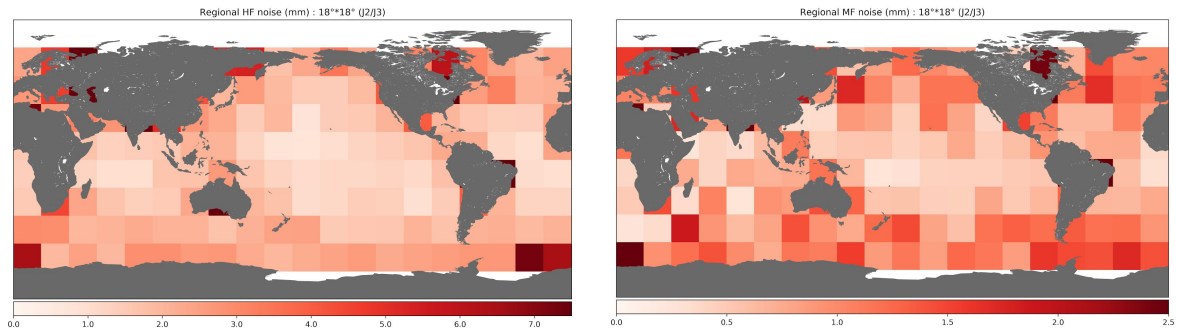 Regional HF noise (mm) : 18°*18° (J2/J3)
0.0 1.0 2.0 3.0 4.0 5.0 6.0 7.0
Regional MF noise (mm) : 18°*18° (J2/J3)
0.0 0.5 1.0 1.5 2.0 2.5